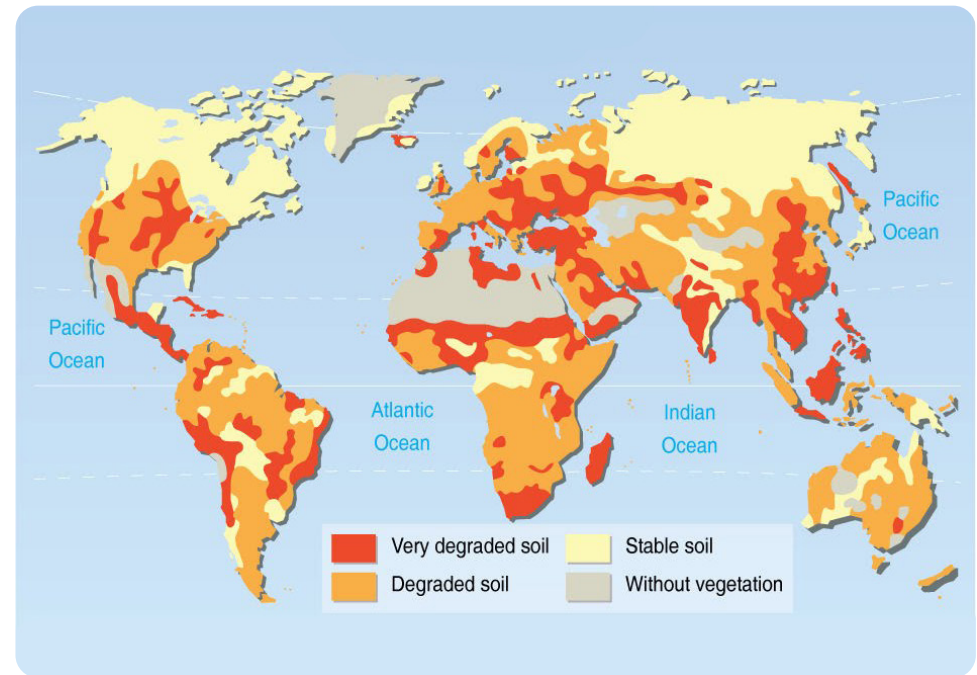 Pacific
Ocean
Pacific
Ocean
Atlantic
Ocean
Indian
Ocean
Very degraded soil
Stable soil
Degraded soil
Without vegetation